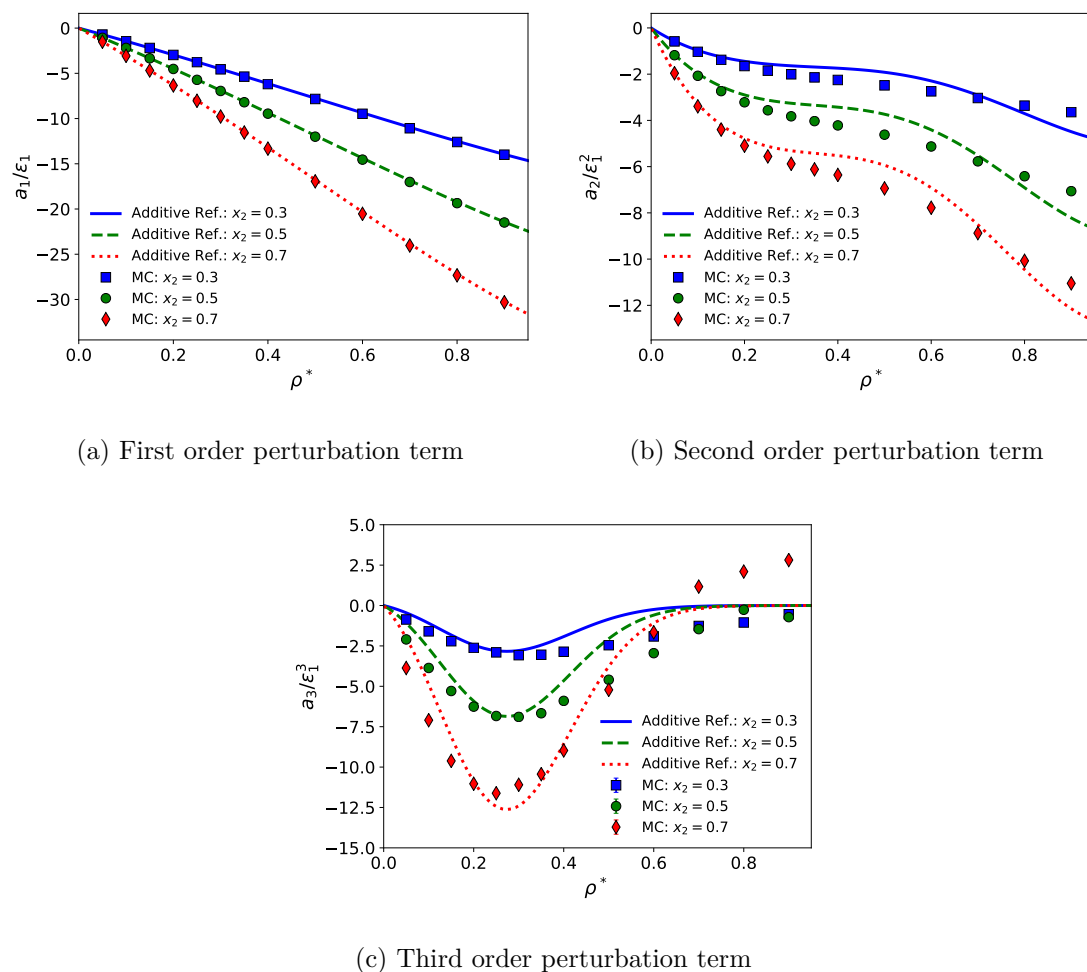 0
−5
−10
−15
−20
−25
−30
a₁/ε₁
Additive Ref.: x₂ = 0.3
Additive Ref.: x₂ = 0.5
Additive Ref.: x₂ = 0.7
MC: x₂ = 0.3
MC: x₂ = 0.5
MC: x₂ = 0.7
0.0 0.2 0.4 0.6 0.8
ρ*
(a) First order perturbation term
0
−2
−4
−6
−8
−10
−12
a₂/ε₁²
Additive Ref.: x₂ = 0.3
Additive Ref.: x₂ = 0.5
Additive Ref.: x₂ = 0.7
MC: x₂ = 0.3
MC: x₂ = 0.5
MC: x₂ = 0.7
0.0 0.2 0.4 0.6 0.8
ρ*
(b) Second order perturbation term
5.0
2.5
0.0
−2.5
−5.0
−7.5
−10.0
−12.5
−15.0
a₃/ε₁³
Additive Ref.: x₂ = 0.3
Additive Ref.: x₂ = 0.5
Additive Ref.: x₂ = 0.7
MC: x₂ = 0.3
MC: x₂ = 0.5
MC: x₂ = 0.7
0.0 0.2 0.4 0.6 0.8
ρ*
(c) Third order perturbation term